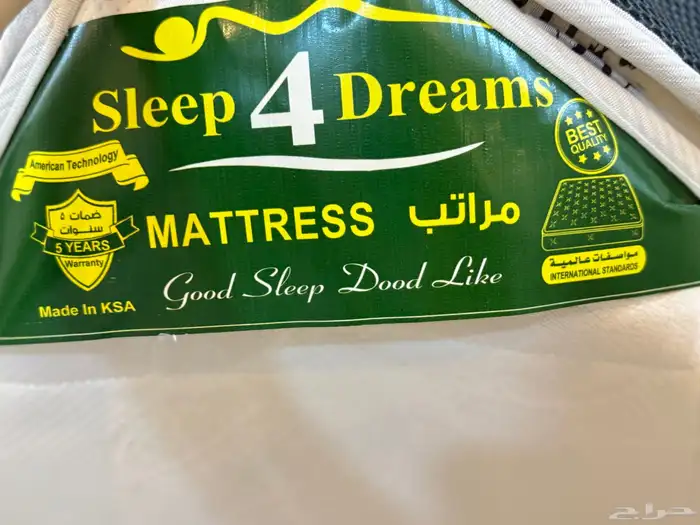 Sleep 4 Dreams
American Technology
BEST
QUALITY
ضمات ٥
سنوات
5 YEARS
Warranty
MATTRESS مراتب
مواصفات عالمية
INTERNATIONAL STANDARDS
Good Sleep Dood Like
Made In KSA
حراج